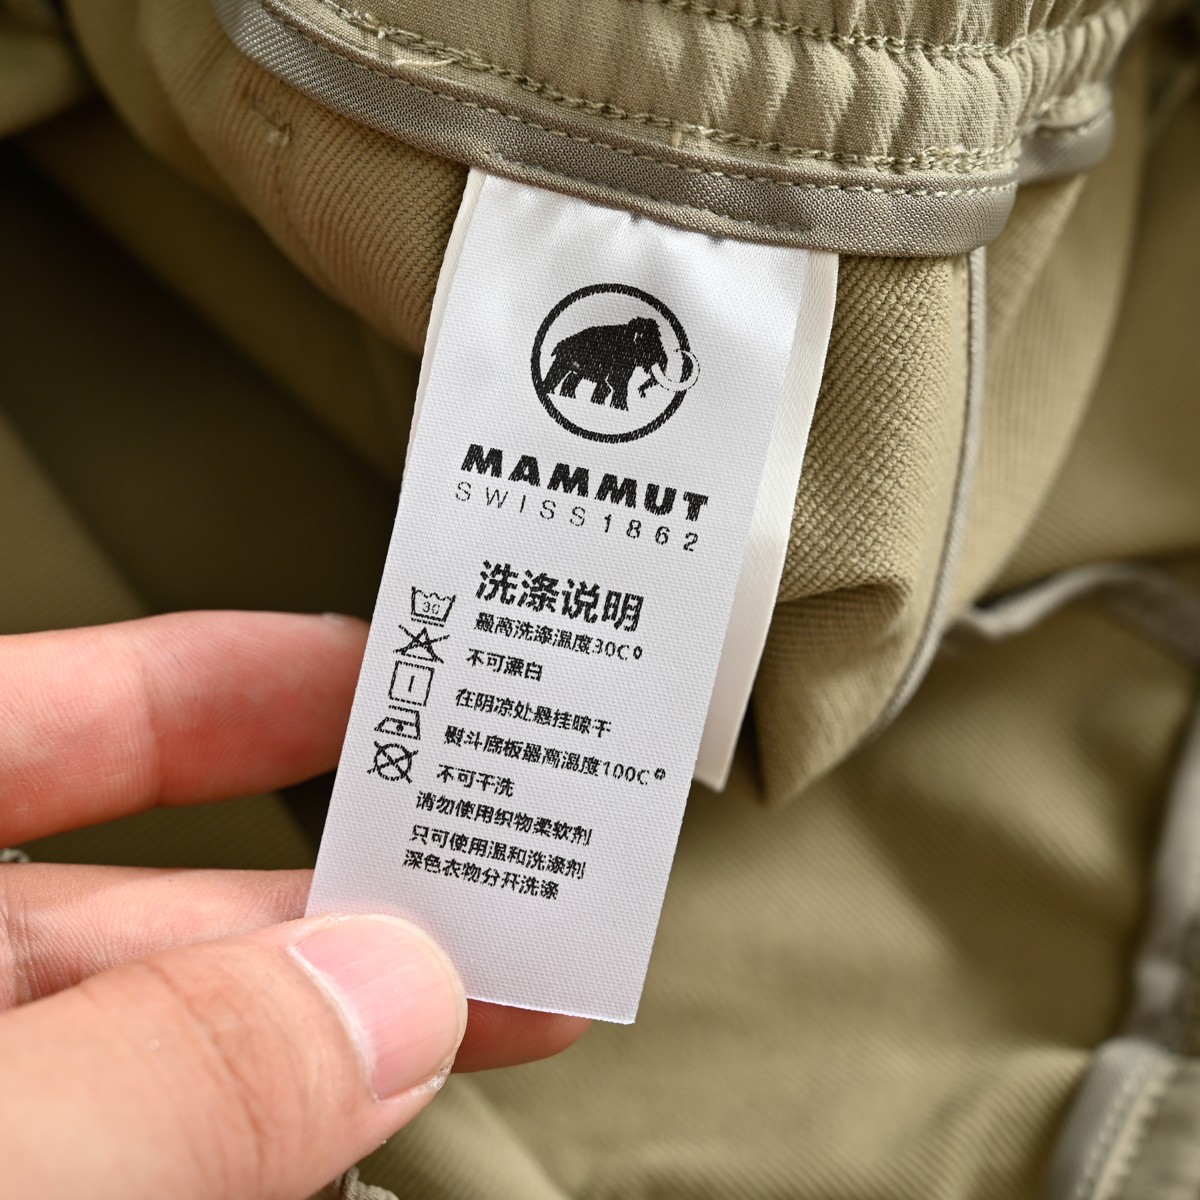 MAMMUT
SWISS 1862
洗涤说明
30
最高洗涤温度30C°
不可漂白
在阴凉处悬挂晾干
熨斗底板最高温度100C°
不可干洗
请勿使用织物柔软剂
只可使用温和洗涤剂
深色衣物分开洗涤